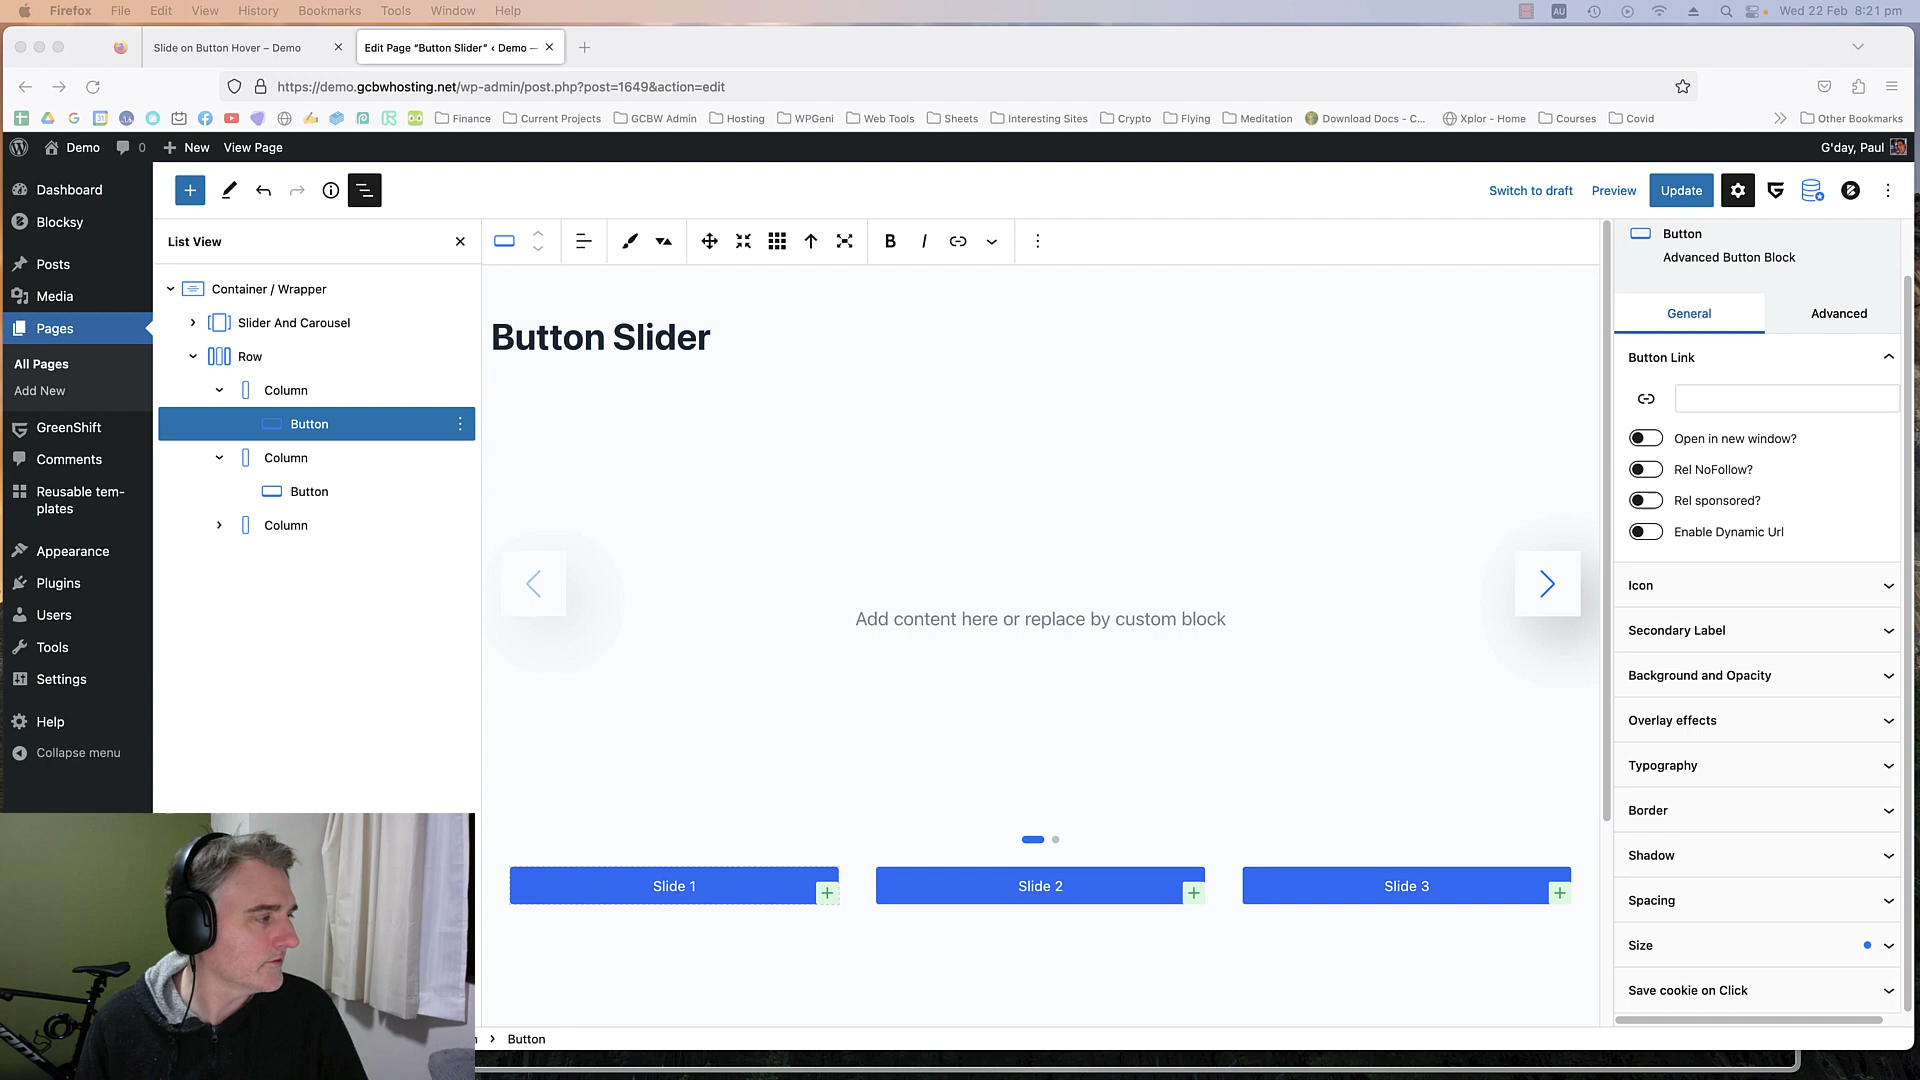 Firefox File Edit View History Bookmarks Tools Window Help
AU Wed 22 Feb 8:21 pm
Slide on Button Hover – Demo
Edit Page “Button Slider” ‹ Demo —
https://demo.gcbwhosting.net/wp-admin/post.php?post=1649&action=edit
Finance Current Projects GCBW Admin Hosting WPGeni Web Tools Sheets Interesting Sites Crypto Flying Meditation Download Docs - C... Xplor - Home Courses Covid Other Bookmarks
Demo 0 New View Page
G'day, Paul
Dashboard
Blocksy
Posts
Media
Pages
All Pages
Add New
GreenShift
Comments
Reusable tem-
plates
Appearance
Plugins
Users
Tools
Settings
Help
Collapse menu
Switch to draft Preview Update
List View
Container / Wrapper
Slider And Carousel
Row
Column
Button
Column
Button
Column
B I
Button Slider
Add content here or replace by custom block
Slide 1
Slide 2
Slide 3
Button
Button
Advanced Button Block
General Advanced
Button Link
Open in new window?
Rel NoFollow?
Rel sponsored?
Enable Dynamic Url
Icon
Secondary Label
Background and Opacity
Overlay effects
Typography
Border
Shadow
Spacing
Size
Save cookie on Click